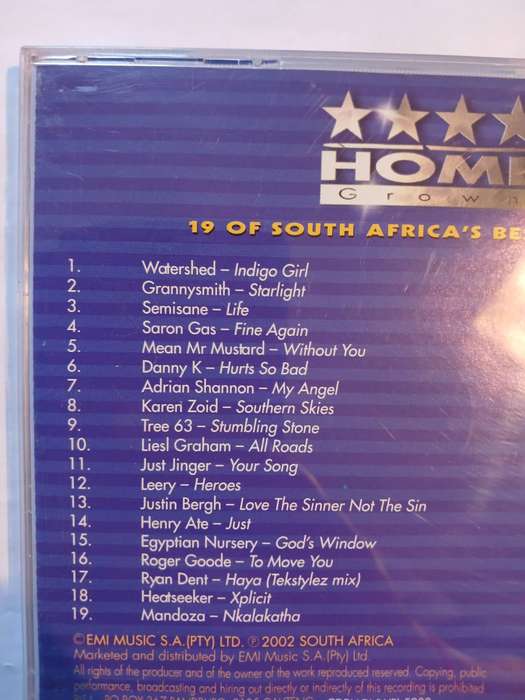 HOM
Grown
19 OF SOUTH AFRICA'S BE
1. Watershed – Indigo Girl
2. Grannysmith – Starlight
3. Semisane – Life
4. Saron Gas – Fine Again
5. Mean Mr Mustard – Without You
6. Danny K – Hurts So Bad
7. Adrian Shannon – My Angel
8. Karen Zoid – Southern Skies
9. Tree 63 – Stumbling Stone
10. Liesl Graham – All Roads
11. Just Jinger – Your Song
12. Leery – Heroes
13. Justin Bergh – Love The Sinner Not The Sin
14. Henry Ate – Just
15. Egyptian Nursery – God's Window
16. Roger Goode – To Move You
17. Ryan Dent – Haya (Tekstylez mix)
18. Heatseeker – Xplicit
19. Mandoza – Nkalakatha
©EMI MUSIC S.A.(PTY) LTD. ℗ 2002 SOUTH AFRICA
Marketed and distributed by EMI Music S.A.(Pty) Ltd.
All rights of the producer and of the owner of the work reproduced reserved. Copying, public
performance, broadcasting and hiring out directly or indirectly of this recording is prohibited.